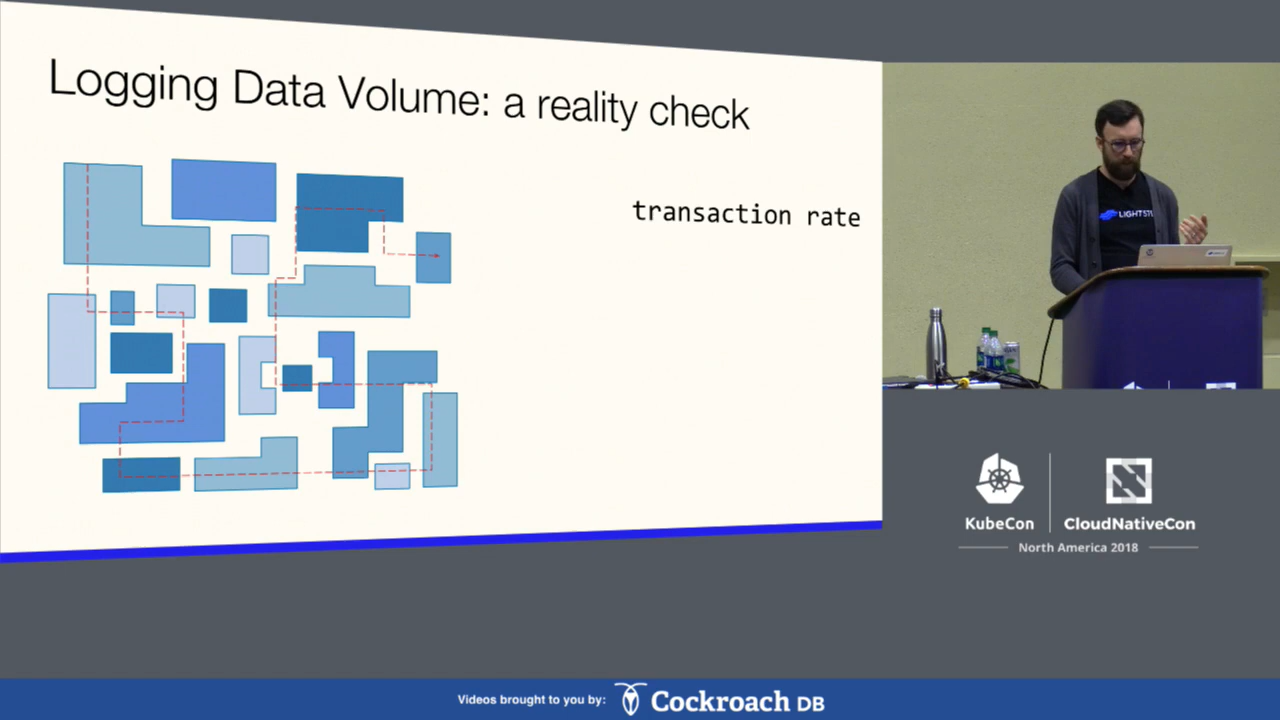 Logging Data Volume: a reality check
transaction rate
LIGHTST
KubeCon
CloudNativeCon
North America 2018
Videos brought to you by:
Cockroach DB